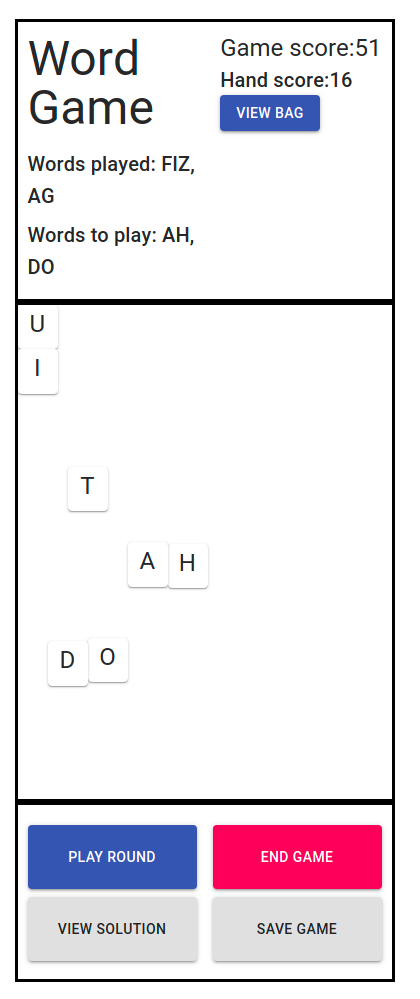 Word
Game
Game score:51
Hand score:16
VIEW BAG
Words played: FIZ,
AG
Words to play: AH,
DO
U
I
T
A H
D O
PLAY ROUND
END GAME
VIEW SOLUTION
SAVE GAME